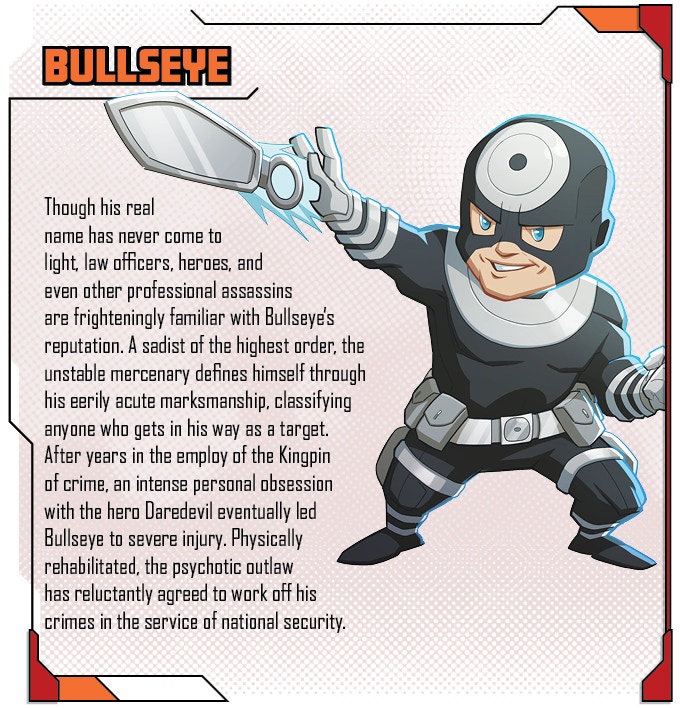 BULLSEYE
Though his real
name has never come to
light, law officers, heroes, and
even other professional assassins
are frighteningly familiar with Bullseye's
reputation. A sadist of the highest order, the
unstable mercenary defines himself through
his eerily acute marksmanship, classifying
anyone who gets in his way as a target.
After years in the employ of the Kingpin
of crime, an intense personal obsession
with the hero Daredevil eventually led
Bullseye to severe injury. Physically
rehabilitated, the psychotic outlaw
has reluctantly agreed to work off his
crimes in the service of national security.